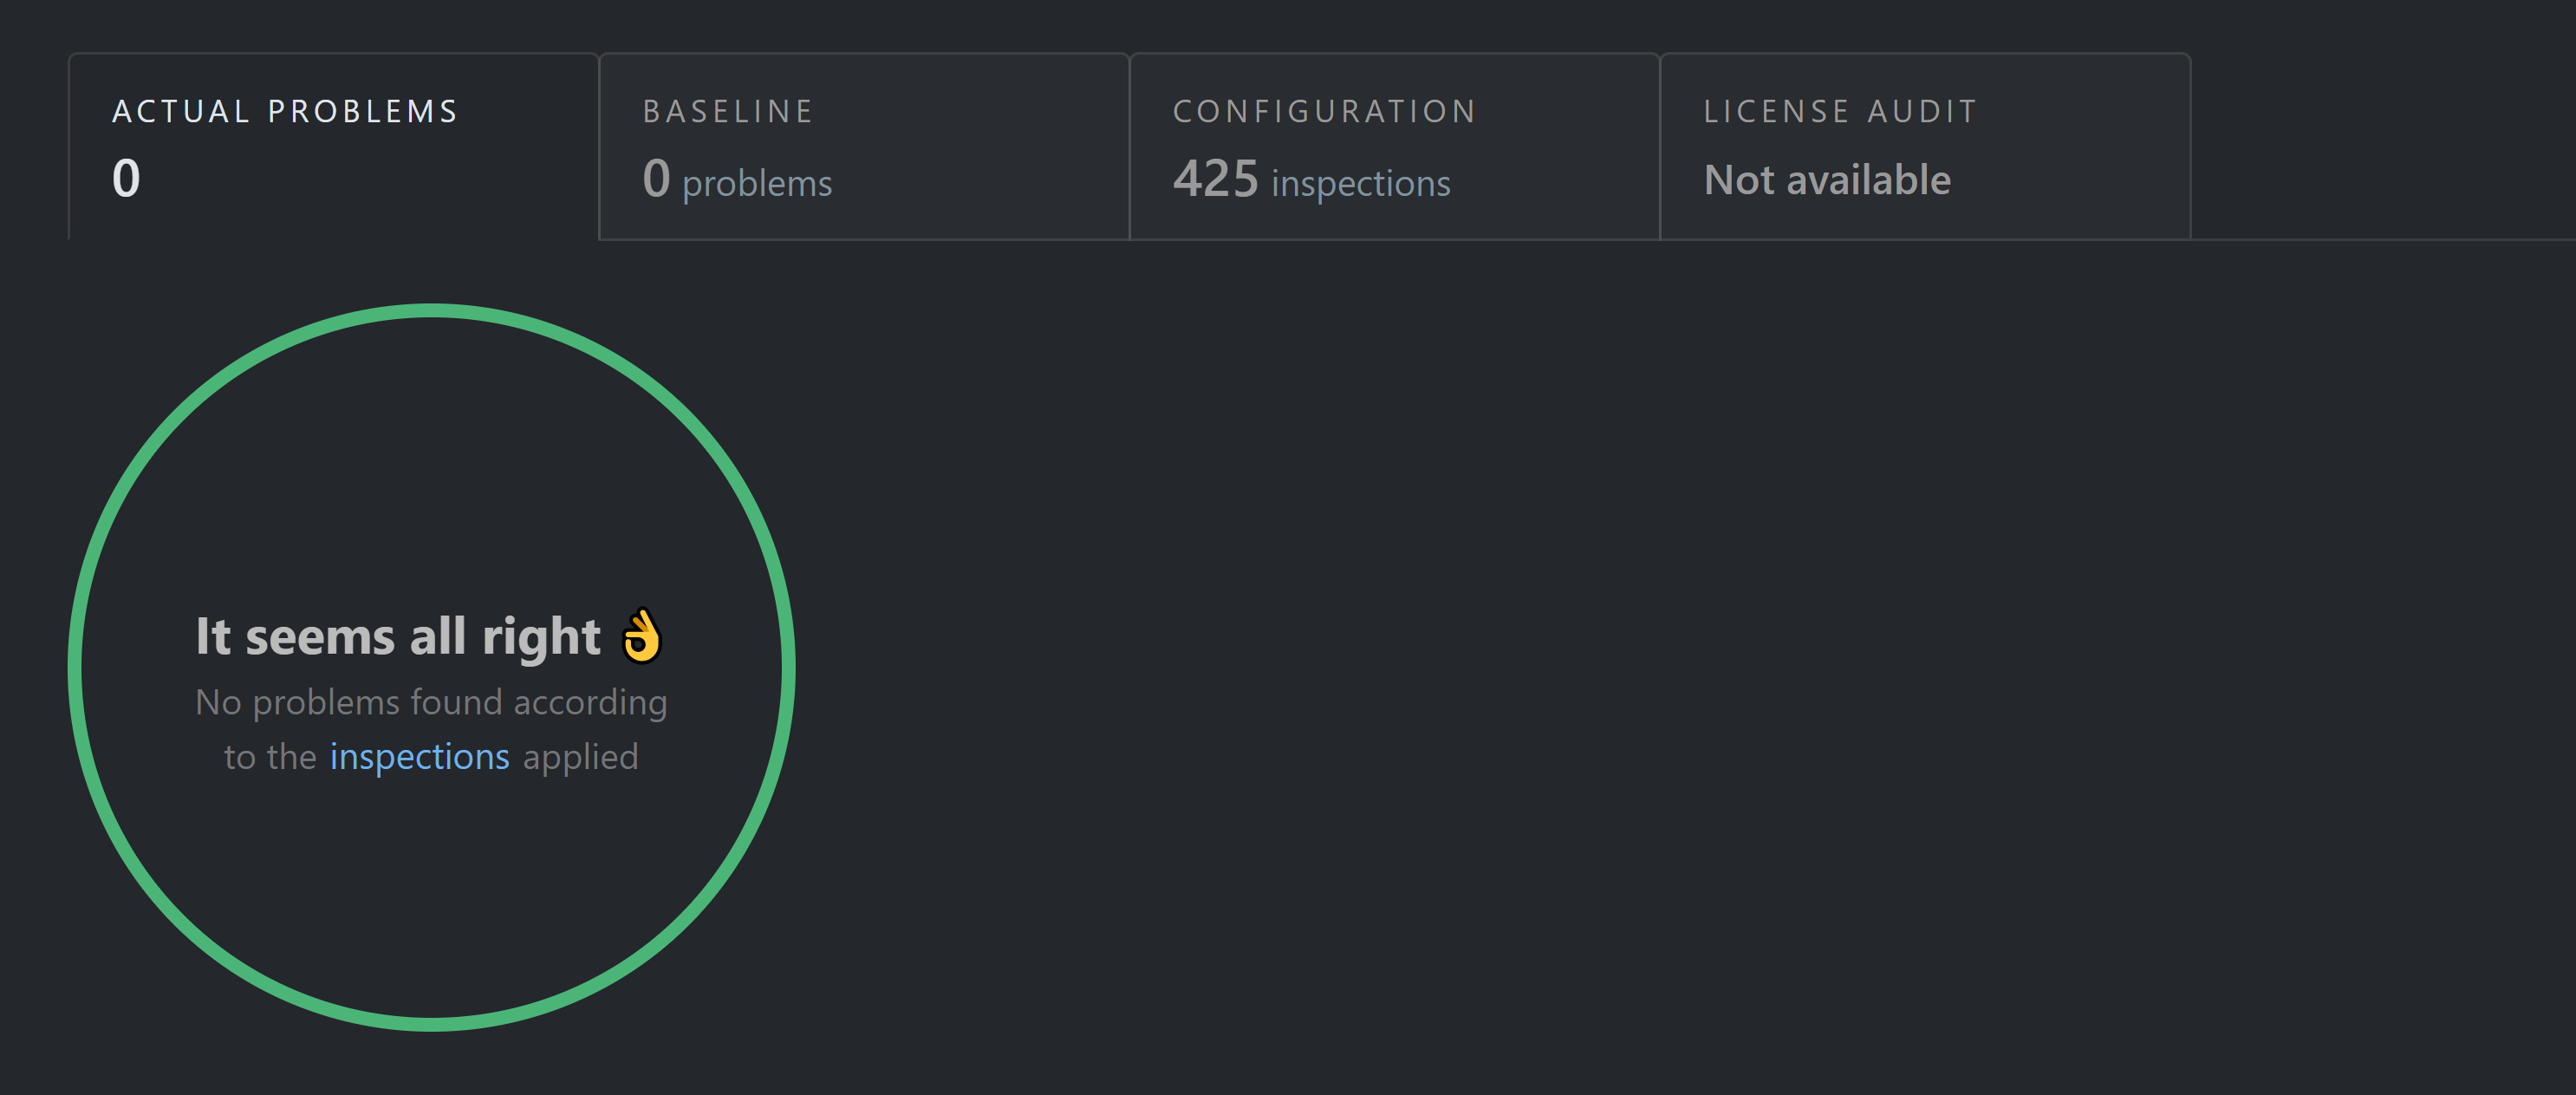 ACTUAL PROBLEMS
0
BASELINE
0 problems
CONFIGURATION
425 inspections
LICENSE AUDIT
Not available
It seems all right 👌
No problems found according
to the inspections applied